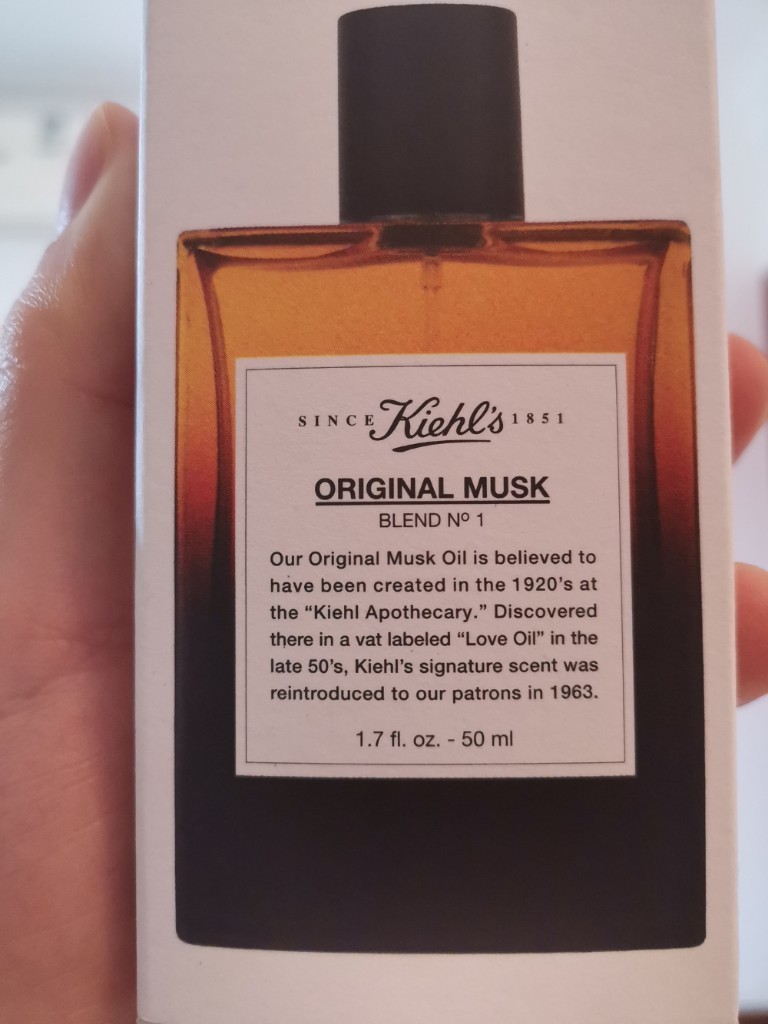 SINCE Kiehl's 1851
ORIGINAL MUSK
BLEND Nº 1
Our Original Musk Oil is believed to
have been created in the 1920's at
the “Kiehl Apothecary.” Discovered
there in a vat labeled “Love Oil” in the
late 50's, Kiehl's signature scent was
reintroduced to our patrons in 1963.
1.7 fl. oz. - 50 ml